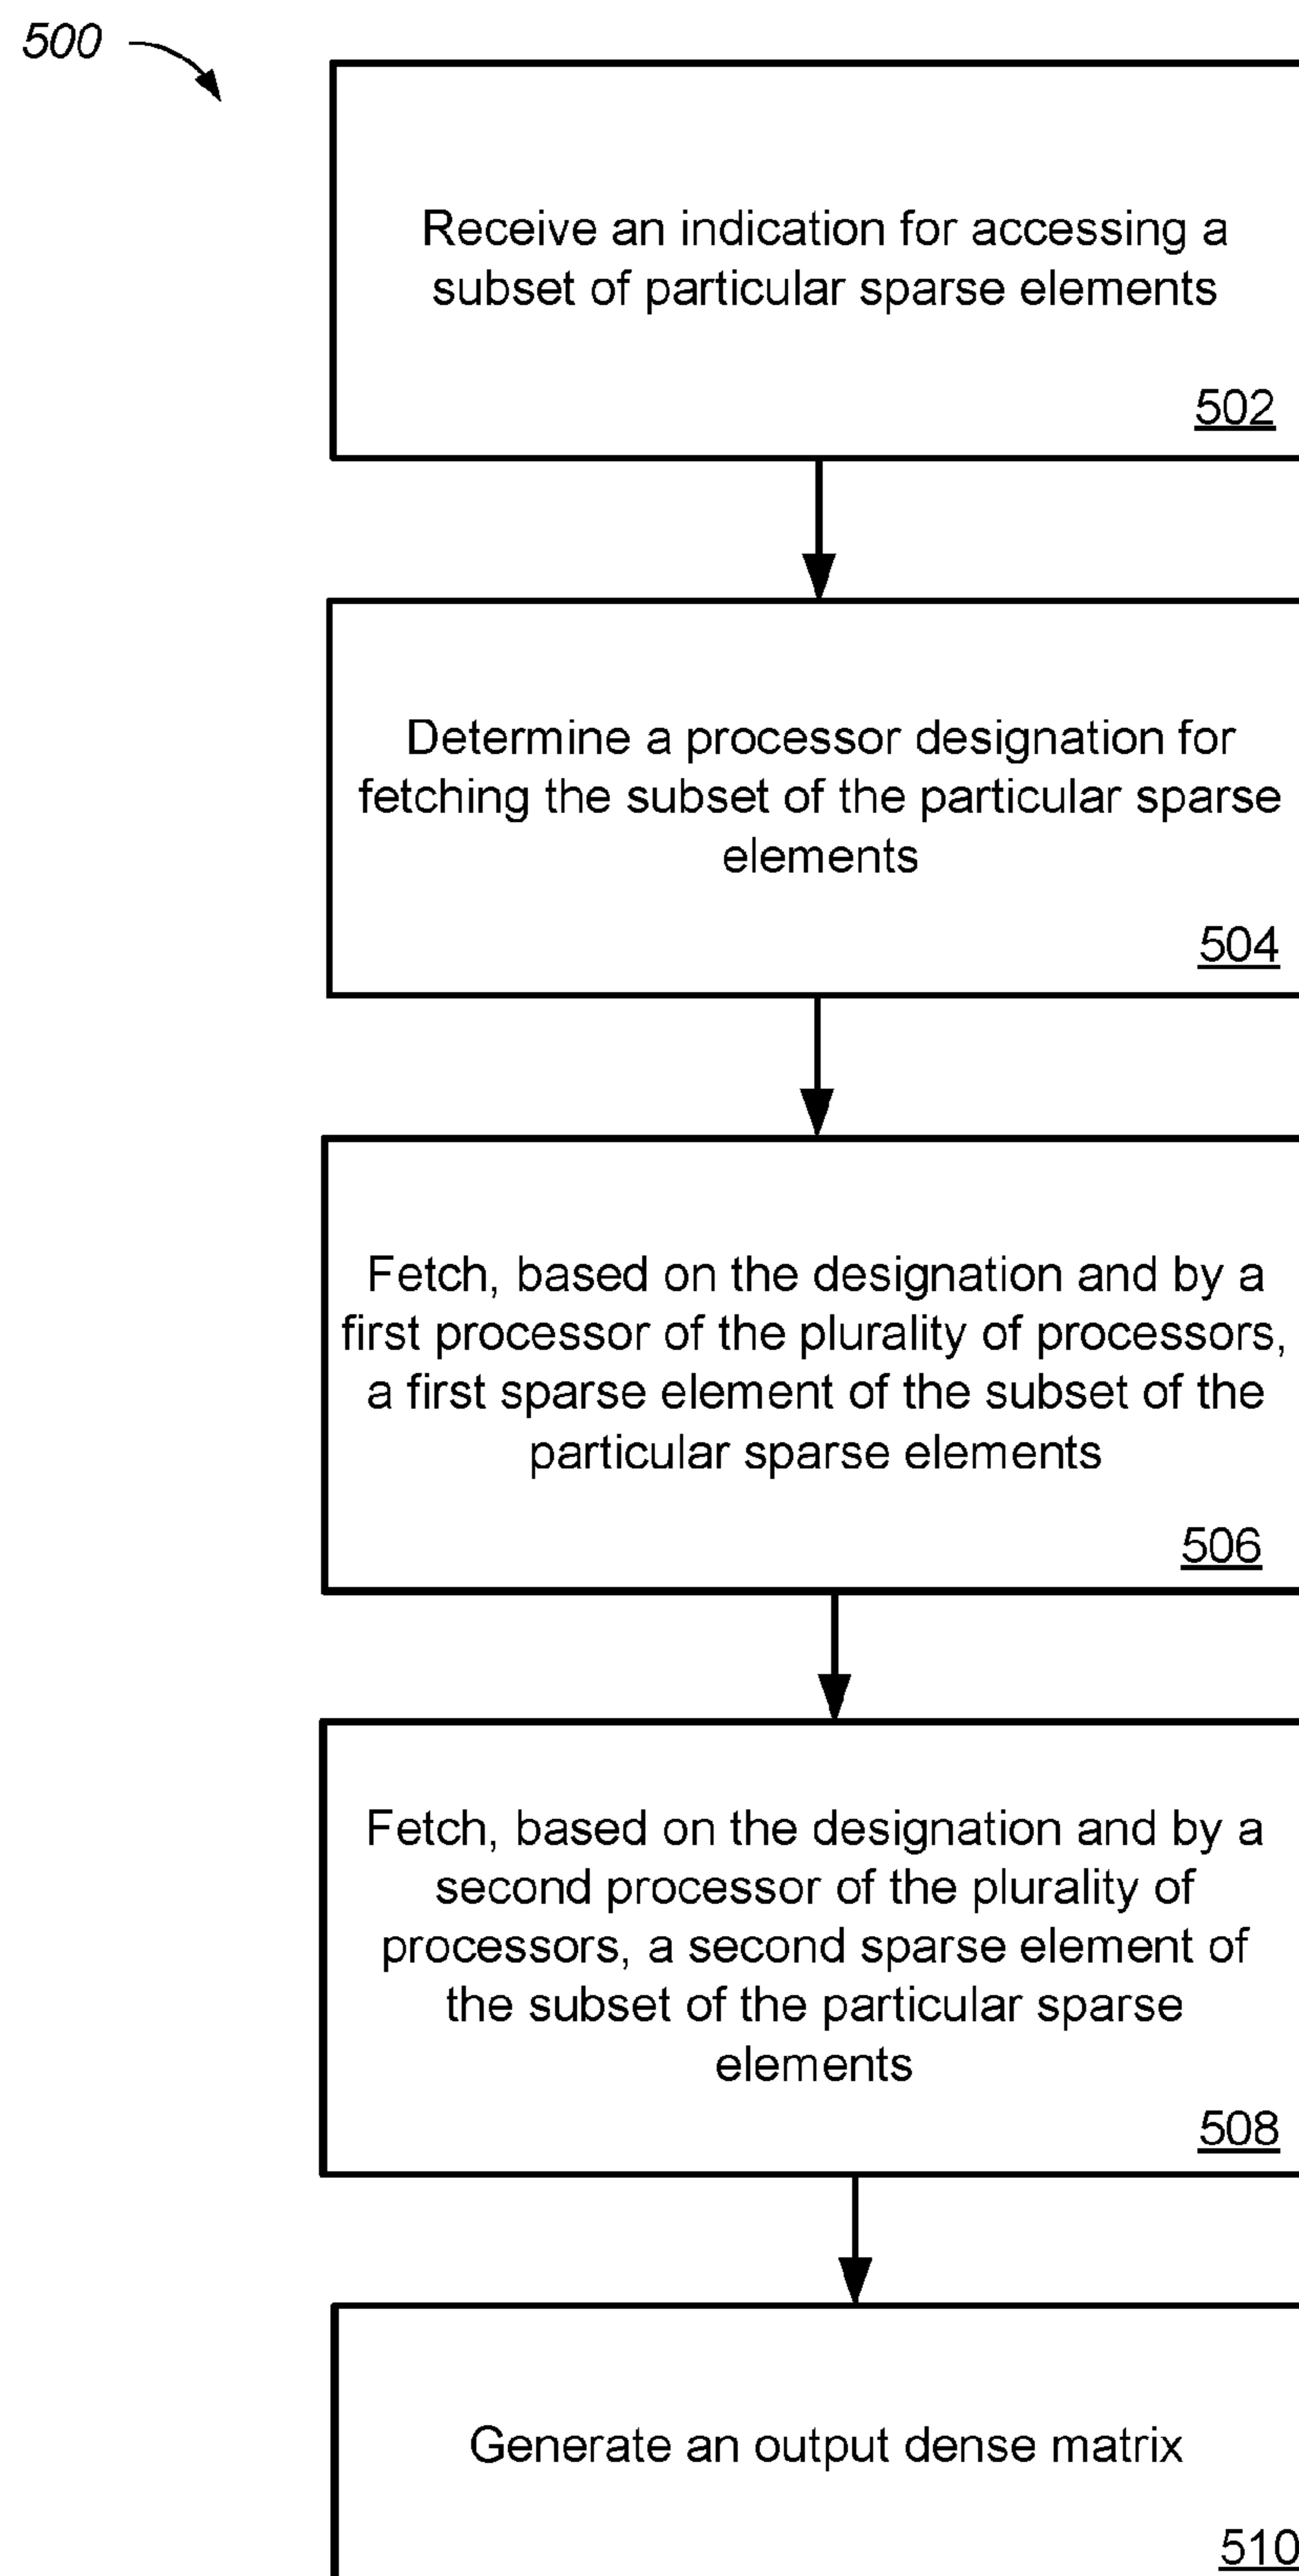 500
Receive an indication for accessing a
subset of particular sparse elements
502
Determine a processor designation for
fetching the subset of the particular sparse
elements
504
Fetch, based on the designation and by a
first processor of the plurality of processors,
a first sparse element of the subset of the
particular sparse elements
506
Fetch, based on the designation and by a
second processor of the plurality of
processors, a second sparse element of
the subset of the particular sparse
elements
508
Generate an output dense matrix
510